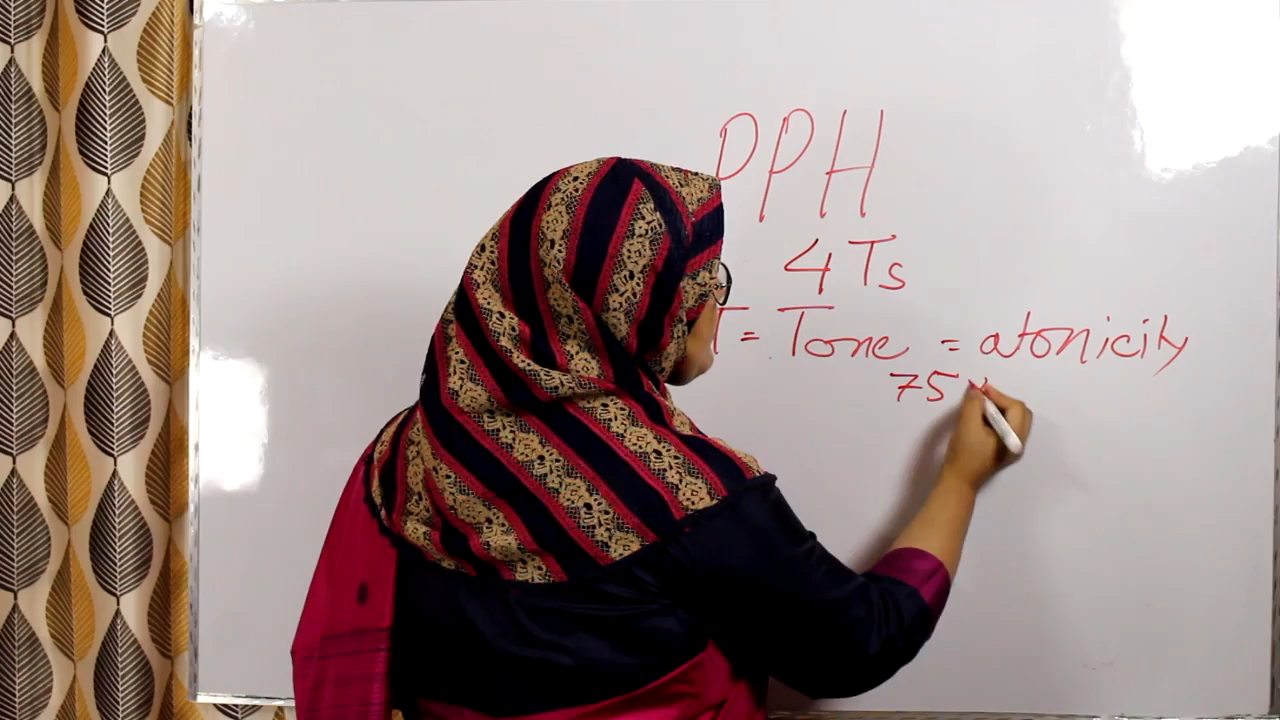 PPH
4 Ts
T = Tone = atonicity
75